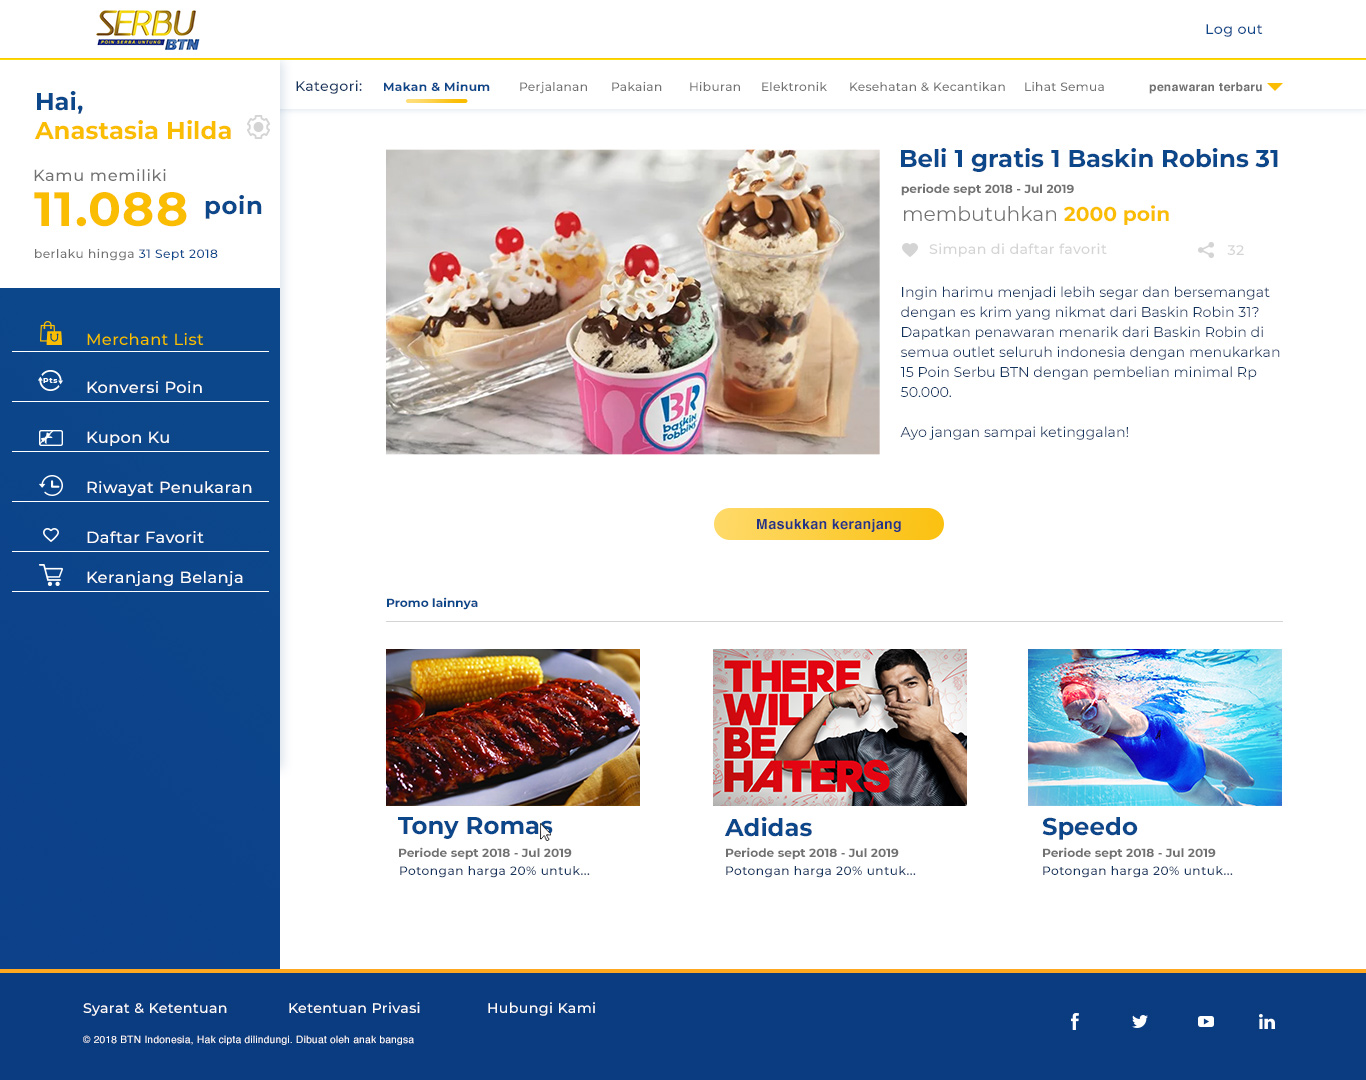 SERBU
POIN SERBA UNTUNG
BTN
Log out
Hai,
Anastasia Hilda
Kamu memiliki
11.088 poin
berlaku hingga 31 Sept 2018
Merchant List
Pts
Konversi Poin
Kupon Ku
Riwayat Penukaran
Daftar Favorit
Keranjang Belanja
Kategori: Makan & Minum Perjalanan Pakaian Hiburan Elektronik Kesehatan & Kecantikan Lihat Semua penawaran terbaru
BR
baskin
robbins
Beli 1 gratis 1 Baskin Robins 31
periode sept 2018 - Jul 2019
membutuhkan 2000 poin
Simpan di daftar favorit 32
Ingin harimu menjadi lebih segar dan bersemangat
dengan es krim yang nikmat dari Baskin Robin 31?
Dapatkan penawaran menarik dari Baskin Robin di
semua outlet seluruh indonesia dengan menukarkan
15 Poin Serbu BTN dengan pembelian minimal Rp
50.000.
Ayo jangan sampai ketinggalan!
Masukkan keranjang
Promo lainnya
Tony Romas
Periode sept 2018 - Jul 2019
Potongan harga 20% untuk...
THERE
WILL
BE
HATERS
Adidas
Periode sept 2018 - Jul 2019
Potongan harga 20% untuk...
Speedo
Periode sept 2018 - Jul 2019
Potongan harga 20% untuk...
Syarat & Ketentuan Ketentuan Privasi Hubungi Kami
© 2018 BTN Indonesia, Hak cipta dilindungi. Dibuat oleh anak bangsa